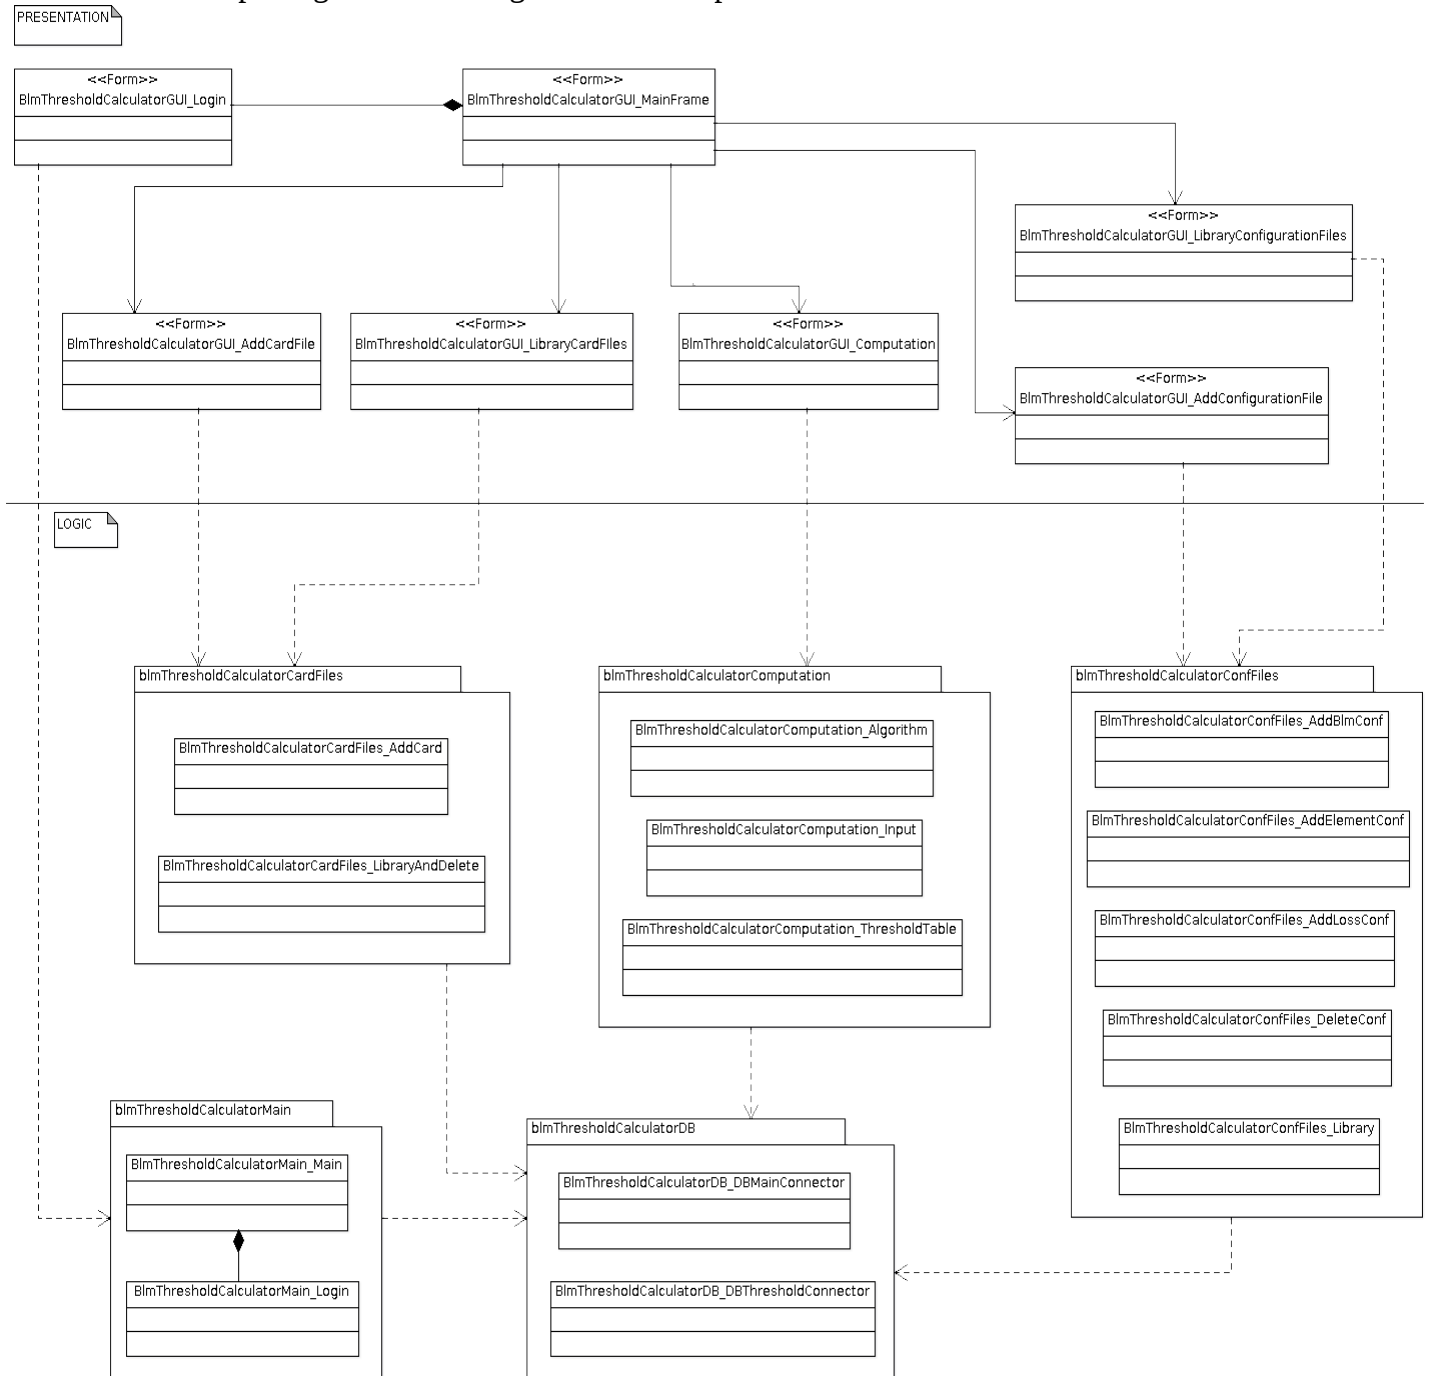 PRESENTATION
<<Form>>
BlmThresholdCalculatorGUI_Login
<<Form>>
BlmThresholdCalculatorGUI_MainFrame
<<Form>>
BlmThresholdCalculatorGUI_LibraryConfigurationFiles
<<Form>>
BlmThresholdCalculatorGUI_AddCardFile
<<Form>>
BlmThresholdCalculatorGUI_LibraryCardFIles
<<Form>>
BlmThresholdCalculatorGUI_Computation
<<Form>>
BlmThresholdCalculatorGUI_AddConfigurationFile
LOGIC
blmThresholdCalculatorCardFiles
BlmThresholdCalculatorCardFiles_AddCard
BlmThresholdCalculatorCardFiles_LibraryAndDelete
blmThresholdCalculatorComputation
BlmThresholdCalculatorComputation_Algorithm
BlmThresholdCalculatorComputation_Input
BlmThresholdCalculatorComputation_ThresholdTable
blmThresholdCalculatorConfFiles
BlmThresholdCalculatorConfFiles_AddBlmConf
BlmThresholdCalculatorConfFiles_AddElementConf
BlmThresholdCalculatorConfFiles_AddLossConf
BlmThresholdCalculatorConfFiles_DeleteConf
BlmThresholdCalculatorConfFiles_Library
blmThresholdCalculatorMain
BlmThresholdCalculatorMain_Main
BlmThresholdCalculatorMain_Login
blmThresholdCalculatorDB
BlmThresholdCalculatorDB_DBMainConnector
BlmThresholdCalculatorDB_DBThresholdConnector